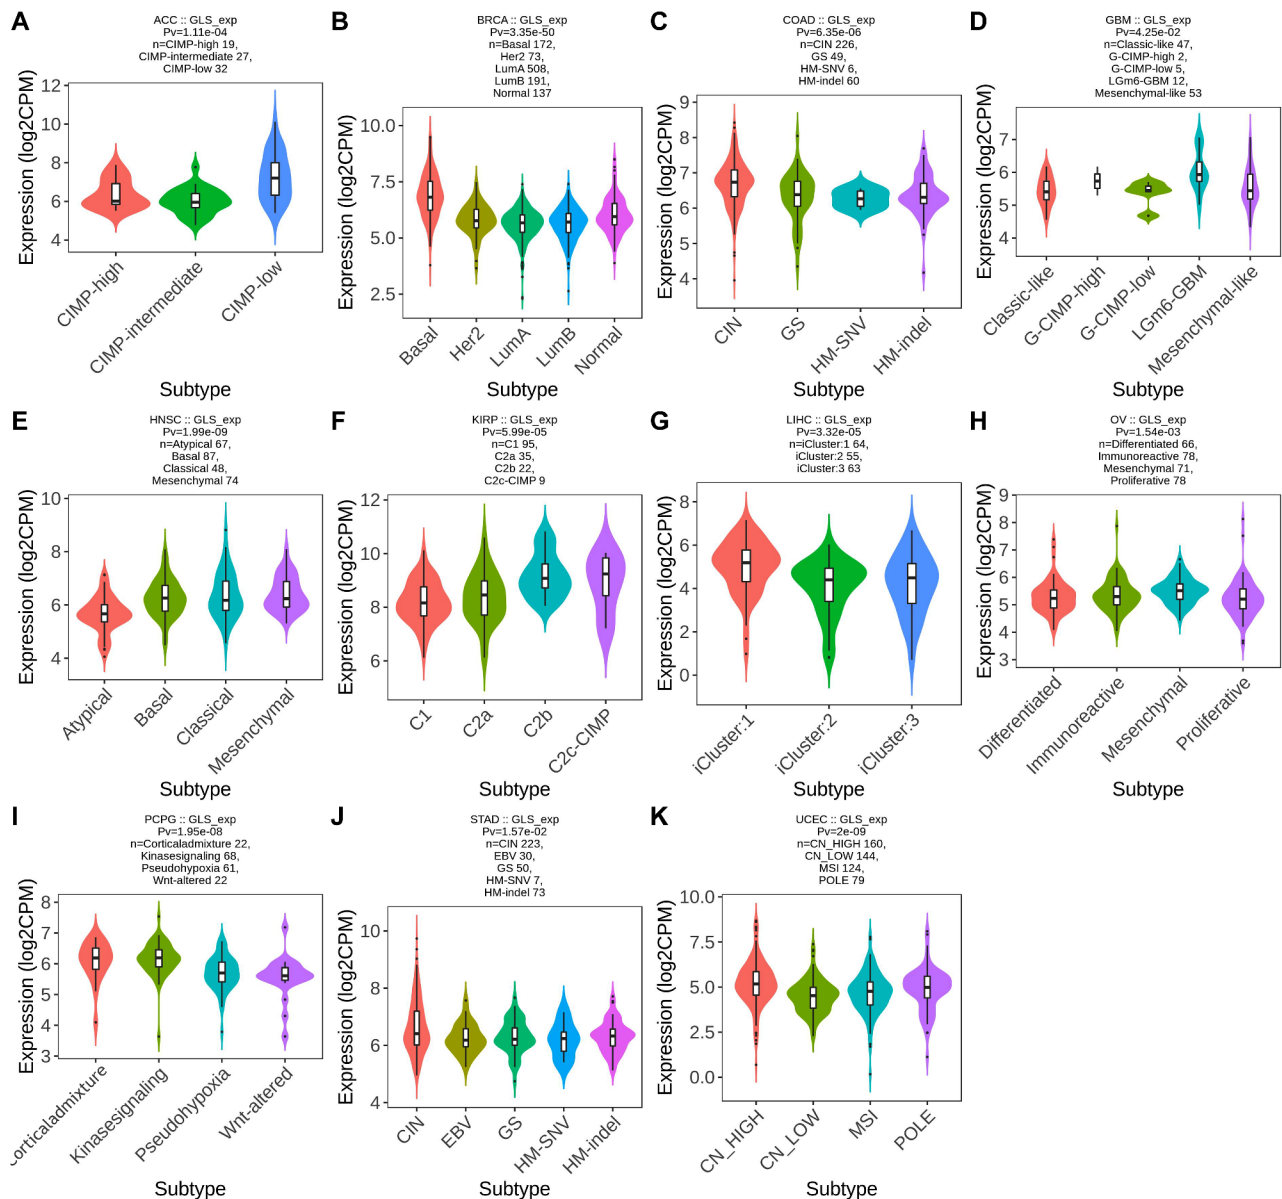 A
ACC :: GLS_exp
Pv=1.11e-04
n=CIMP-high 19,
CIMP-intermediate 27,
CIMP-low 32
Expression (log2CPM)
12
10
8
6
4
CIMP-high
CIMP-intermediate
CIMP-low
Subtype
B
BRCA :: GLS_exp
Pv=3.35e-50
n=Basal 172,
Her2 73,
LumA 508,
LumB 191,
Normal 137
Expression (log2CPM)
10.0
7.5
5.0
2.5
Basal
Her2
LumA
LumB
Normal
Subtype
C
COAD :: GLS_exp
Pv=6.35e-06
n=CIN 226,
GS 49,
HM-SNV 6,
HM-indel 60
Expression (log2CPM)
9
8
7
6
5
4
CIN
GS
HM-SNV
HM-indel
Subtype
D
GBM :: GLS_exp
Pv=4.25e-02
n=Classic-like 47,
G-CIMP-high 2,
G-CIMP-low 5,
LGm6-GBM 12,
Mesenchymal-like 53
Expression (log2CPM)
7
6
5
4
Classic-like
G-CIMP-high
G-CIMP-low
LGm6-GBM
Mesenchymal-like
Subtype
E
HNSC :: GLS_exp
Pv=1.99e-09
n=Atypical 67,
Basal 87,
Classical 48,
Mesenchymal 74
Expression (log2CPM)
10
8
6
4
Atypical
Basal
Classical
Mesenchymal
Subtype
F
KIRP :: GLS_exp
Pv=5.99e-05
n=C1 95,
C2a 35,
C2b 22,
C2c-CIMP 9
Expression (log2CPM)
12
10
8
6
C1
C2a
C2b
C2c-CIMP
Subtype
G
LIHC :: GLS_exp
Pv=3.32e-05
n=iCluster:1 64,
iCluster:2 55,
iCluster:3 63
Expression (log2CPM)
8
6
4
2
0
iCluster:1
iCluster:2
iCluster:3
Subtype
H
OV :: GLS_exp
Pv=1.54e-03
n=Differentiated 66,
Immunoreactive 78,
Mesenchymal 71,
Proliferative 78
Expression (log2CPM)
9
8
7
6
5
4
3
Differentiated
Immunoreactive
Mesenchymal
Proliferative
Subtype
I
PCPG :: GLS_exp
Pv=1.95e-08
n=Corticaladmixture 22,
Kinasesignaling 68,
Pseudohypoxia 61,
Wnt-altered 22
Expression (log2CPM)
8
7
6
5
4
3
orticaladmixture
Kinasesignaling
Pseudohypoxia
Wnt-altered
Subtype
J
STAD :: GLS_exp
Pv=1.57e-02
n=CIN 223,
EBV 30,
GS 50,
HM-SNV 7,
HM-indel 73
Expression (log2CPM)
10
8
6
4
CIN
EBV
GS
HM-SNV
HM-indel
Subtype
K
UCEC :: GLS_exp
Pv=2e-09
n=CN_HIGH 160,
CN_LOW 144,
MSI 124,
POLE 79
Expression (log2CPM)
10.0
7.5
5.0
2.5
0.0
CN_HIGH
CN_LOW
MSI
POLE
Subtype